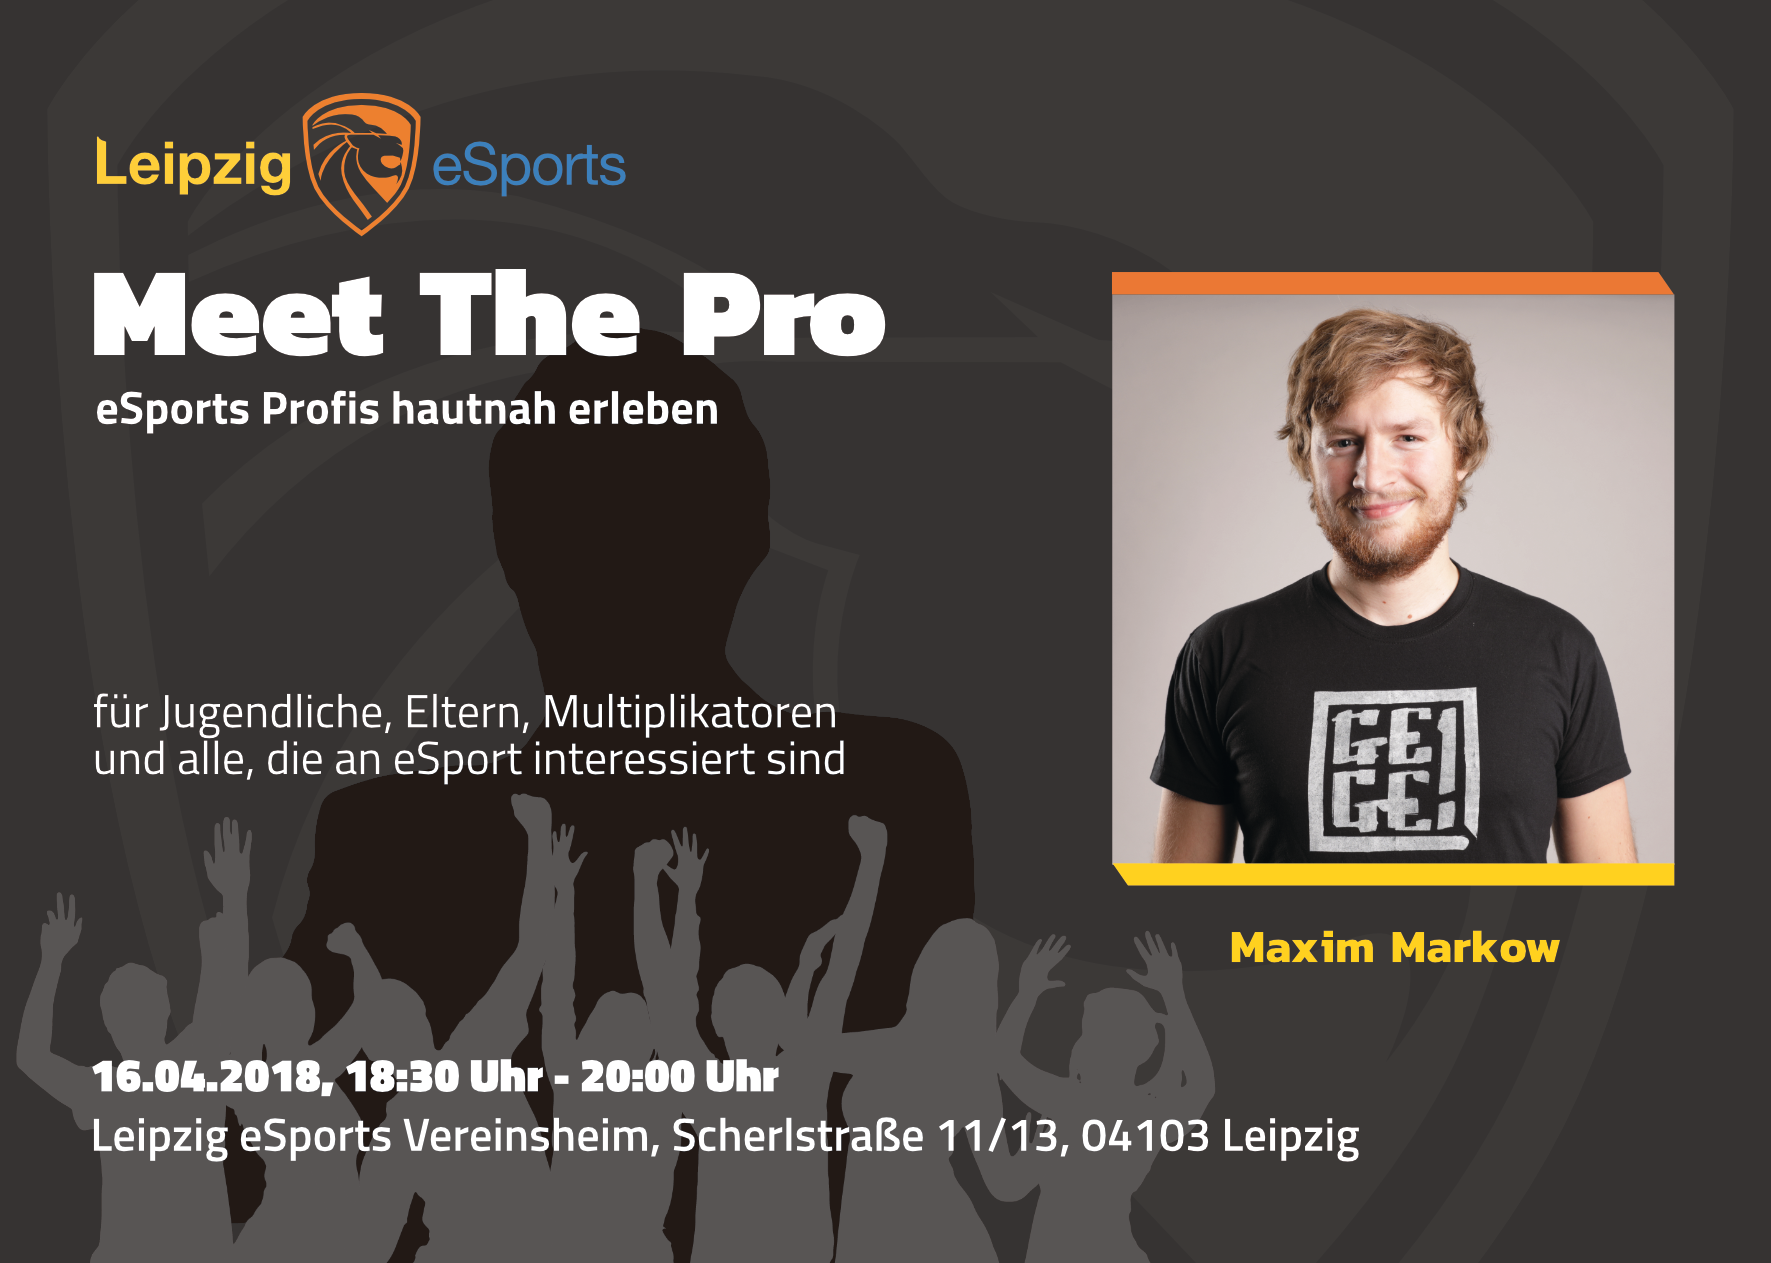 Leipzig eSports
Meet The Pro
eSports Profis hautnah erleben
für Jugendliche, Eltern, Multiplikatoren
und alle, die an eSport interessiert sind
GE
GE!
Maxim Markow
16.04.2018, 18:30 Uhr - 20:00 Uhr
Leipzig eSports Vereinsheim, Scherlstraße 11/13, 04103 Leipzig